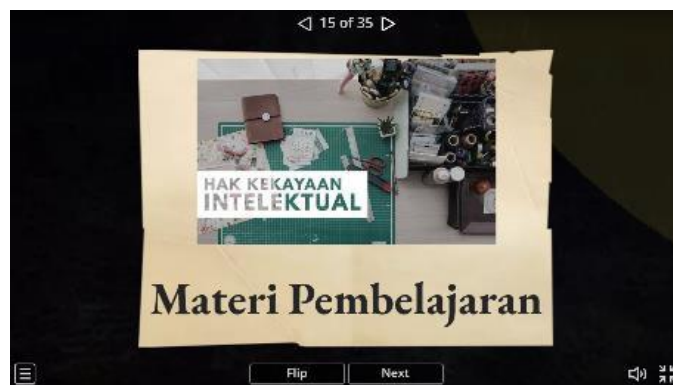 15 of 35
HAK KEKAYAAN
INTELEKTUAL
Materi Pembelajaran
Flip
Next